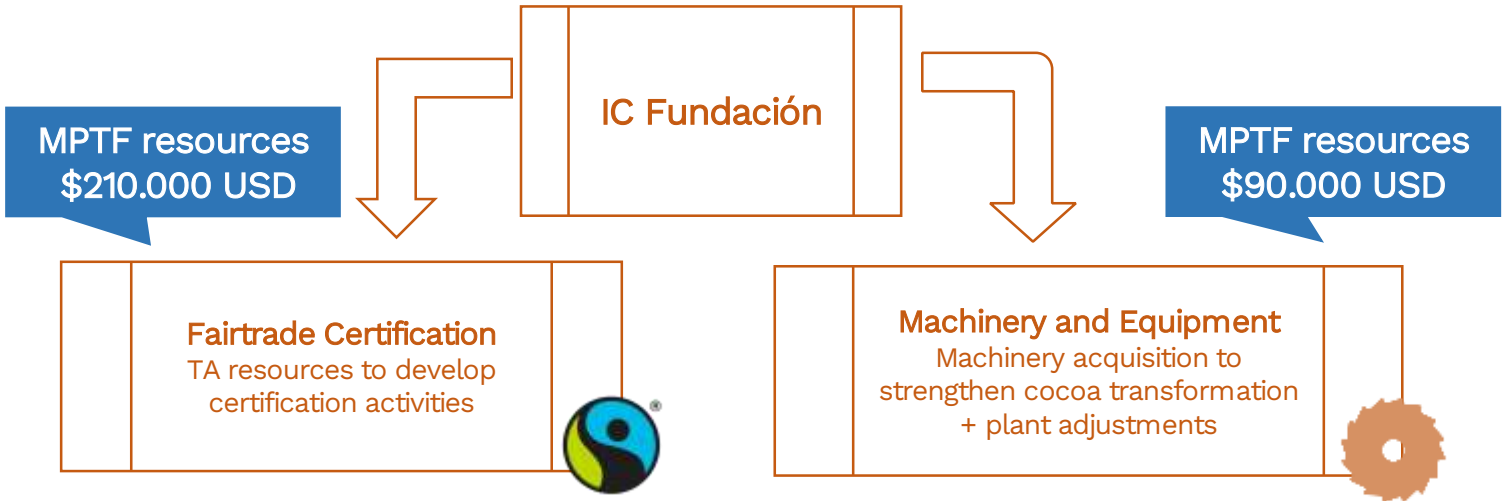 IC Fundación
MPTF resources
$210.000 USD
MPTF resources
$90.000 USD
Fairtrade Certification
TA resources to develop
certification activities
®
Machinery and Equipment
Machinery acquisition to
strengthen cocoa transformation
+ plant adjustments